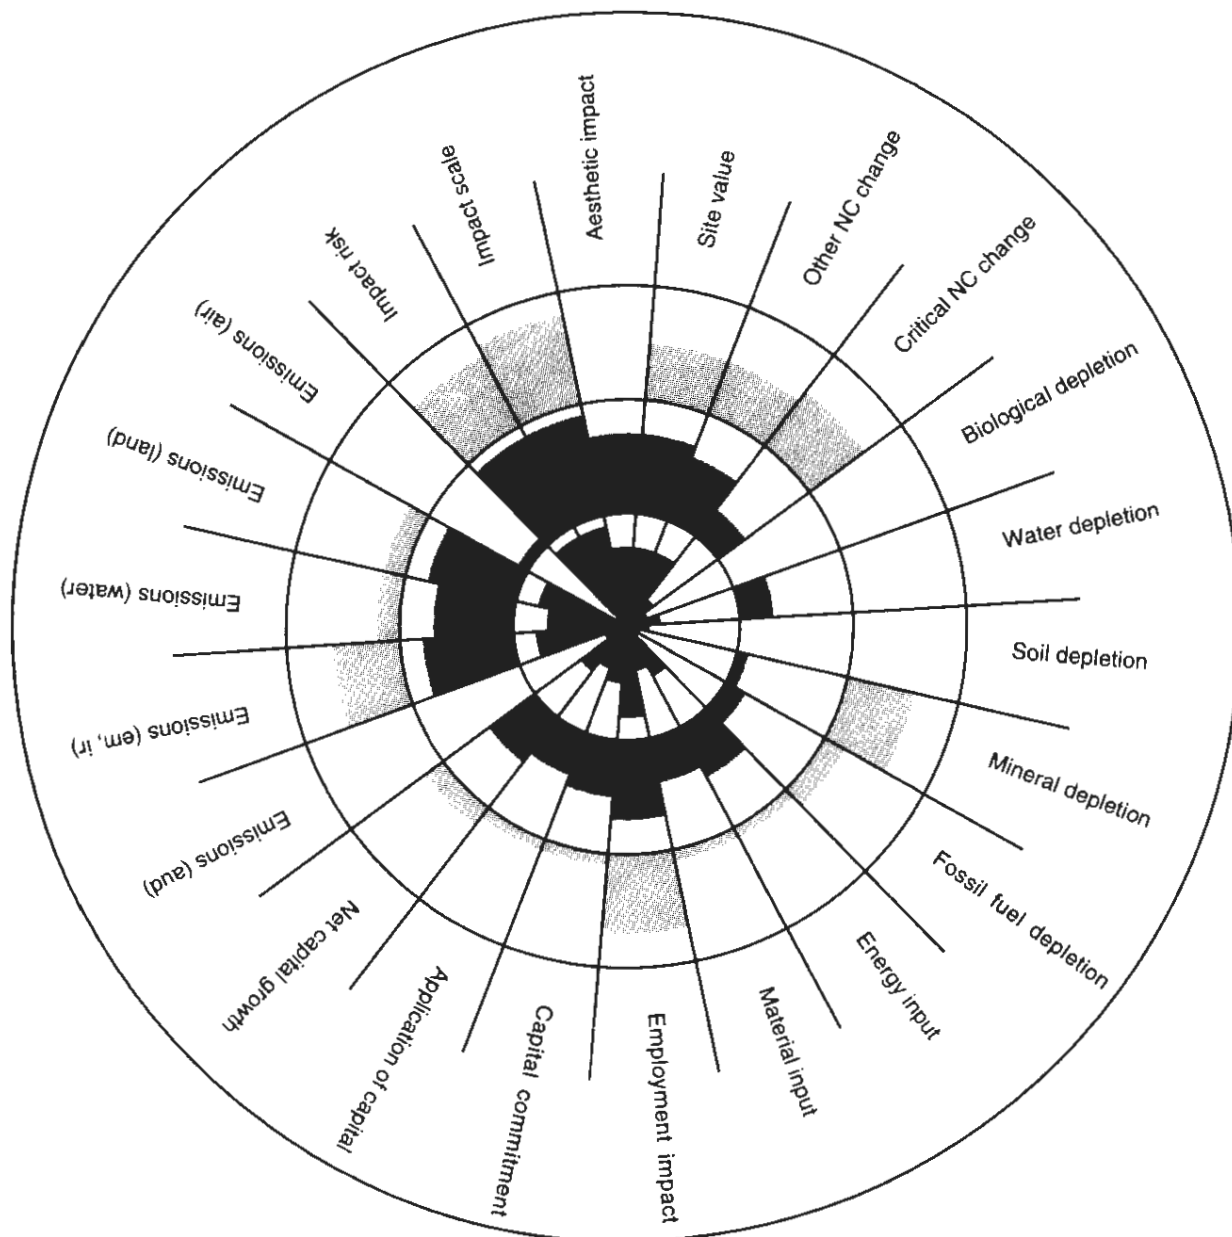 Aesthetic impact
Site value
Other NC change
Critical NC change
Biological depletion
Water depletion
Soil depletion
Mineral depletion
Fossil fuel depletion
Energy input
Material input
Employment impact
Capital commitment
Application of capital
Net capital growth
Emissions (aud)
Emissions (em, ir)
Emissions (water)
Emissions (land)
Emissions (air)
Impact risk
Impact scale